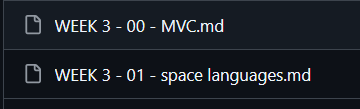 WEEK 3 - 00 - MVC.md
WEEK 3 - 01 - space languages.md